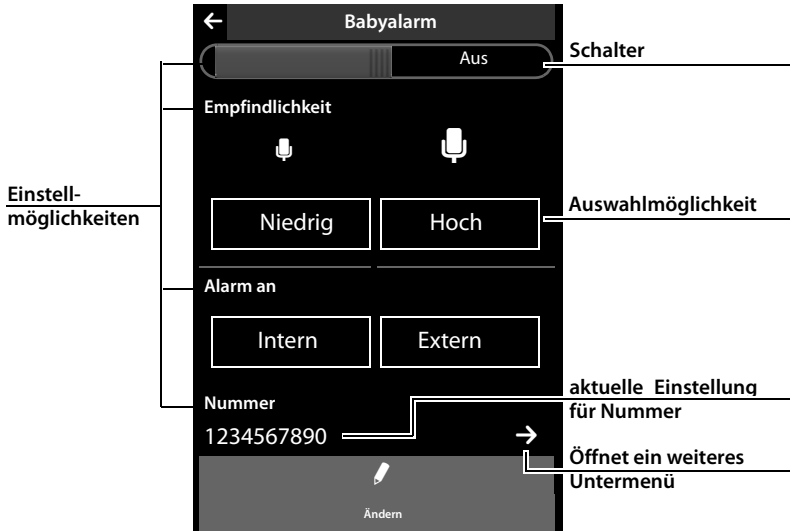 Babyalarm
Aus
Schalter
Empfindlichkeit
Einstell-
möglichkeiten
Niedrig
Hoch
Auswahlmöglichkeit
Alarm an
Intern
Extern
Nummer
1234567890
aktuelle Einstellung
für Nummer
Öffnet ein weiteres
Untermenü
Ändern